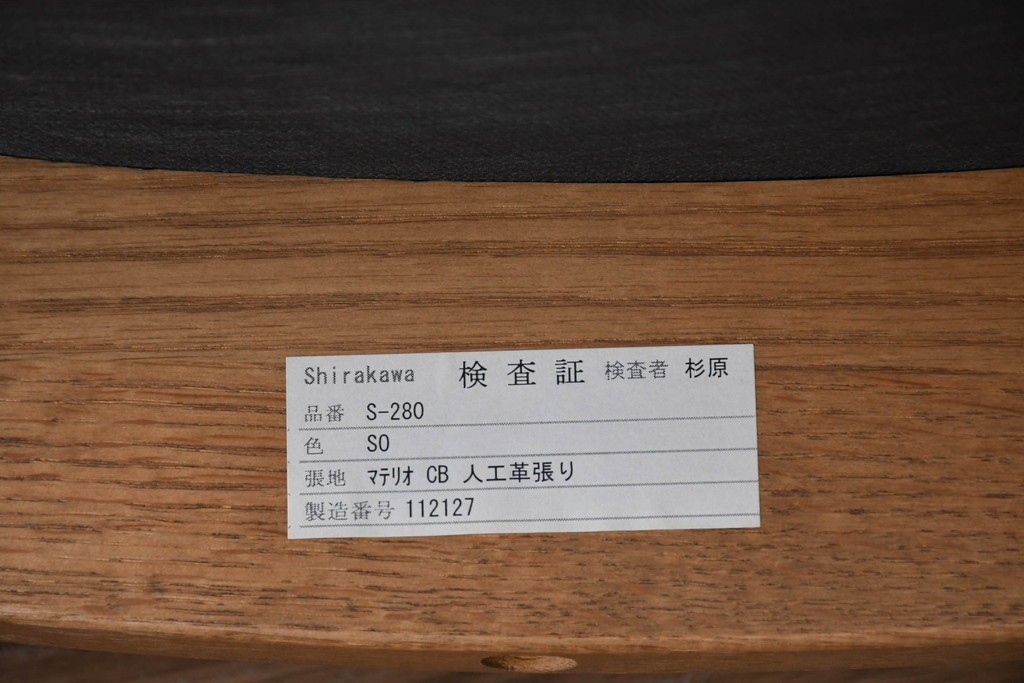 Shirakawa 検査証 検査者 杉原
品番 S-280
色 SO
張地 ﾏﾃﾘｵ CB 人工革張り
製造番号 112127